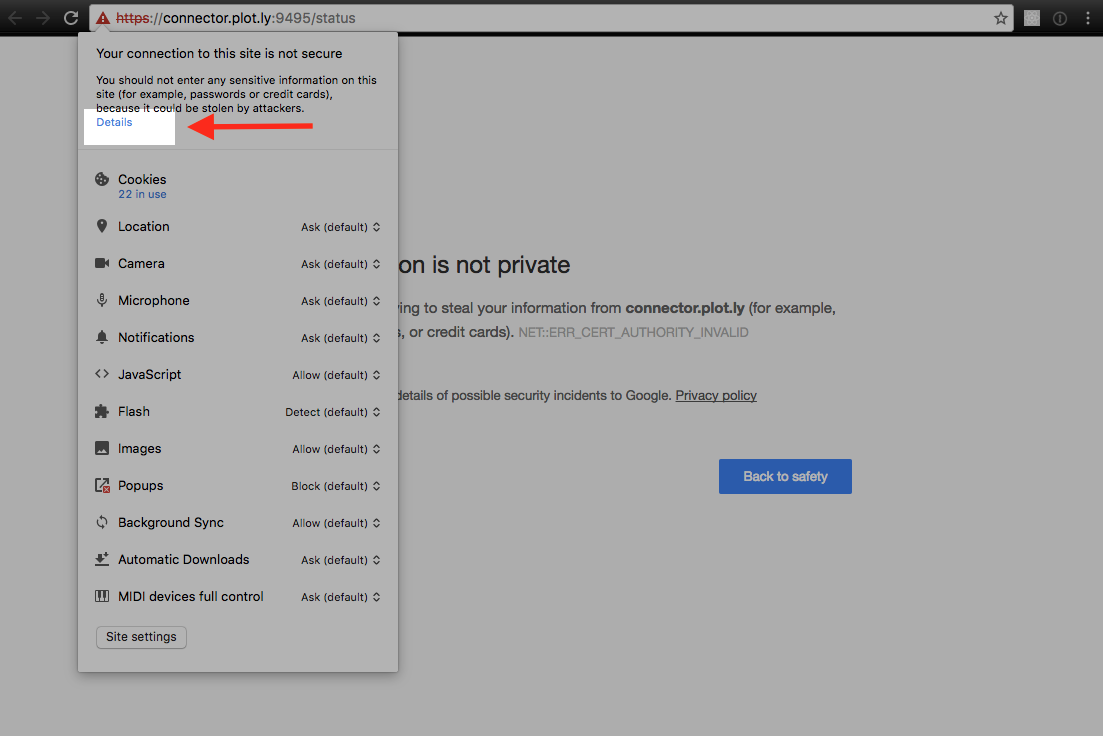 https://connector.plot.ly:9495/status
Your connection to this site is not secure
You should not enter any sensitive information on this
site (for example, passwords or credit cards),
because it could be stolen by attackers.
Details
Cookies
22 in use
Location Ask (default)
Camera Ask (default)
on is not private
Microphone Ask (default)
ying to steal your information from connector.plot.ly (for example,
Notifications Ask (default)
s, or credit cards). NET::ERR_CERT_AUTHORITY_INVALID
JavaScript Allow (default)
details of possible security incidents to Google. Privacy policy
Flash Detect (default)
Images Allow (default)
Popups Block (default)
Back to safety
Background Sync Allow (default)
Automatic Downloads Ask (default)
MIDI devices full control Ask (default)
Site settings